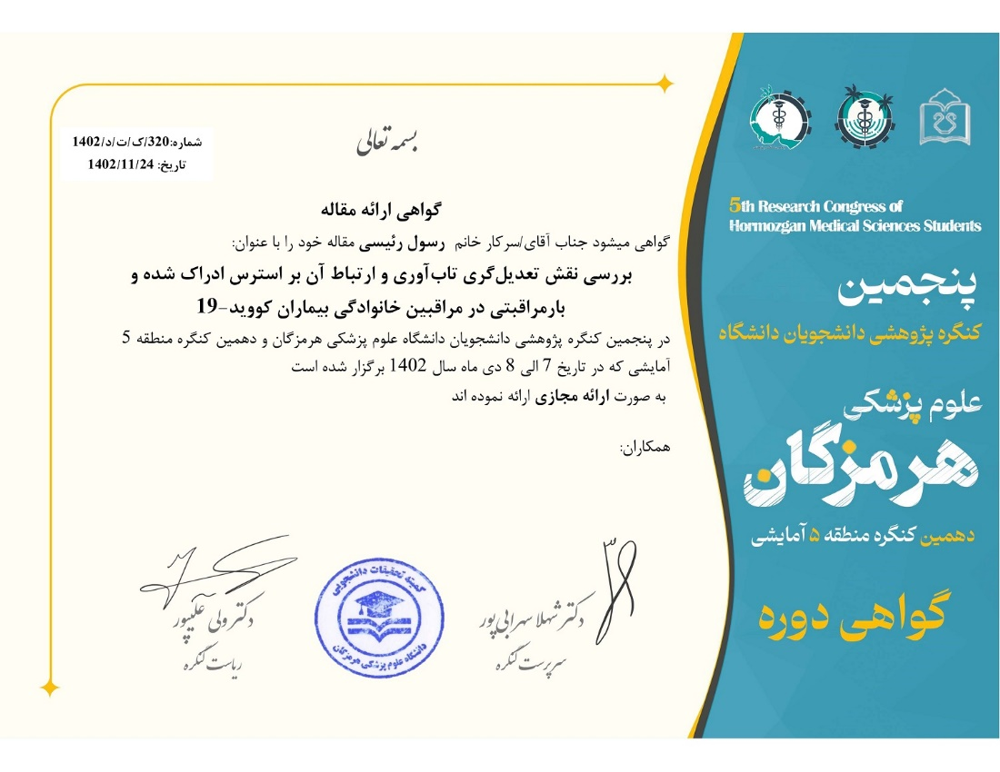 بسمه تعالی
شماره:320/ک/ت/د/1402
تاریخ: 1402/11/24
گواهی ارائه مقاله
گواهی میشود جناب آقای/سرکار خانم رسول رئیسی مقاله خود را با عنوان:
بررسی نقش تعدیل‌گری تاب‌آوری و ارتباط آن بر استرس ادراک شده و
بارمراقبتی در مراقبین خانوادگی بیماران کووید-19
در پنجمین کنگره پژوهشی دانشجویان دانشگاه علوم پزشکی هرمزگان و دهمین کنگره منطقه 5
آمایشی که در تاریخ 7 الی 8 دی ماه سال 1402 برگزار شده است
به صورت ارائه مجازی ارائه نموده اند
همکاران:
دکتر شهلا سهرابی پور
سرپرست کنگره
کمیته تحقیقات دانشجویی
دانشگاه علوم پزشکی هرمزگان
دکتر ولی علیپور
ریاست کنگره
5th Research Congress of
Hormozgan Medical Sciences Students
پنجمین
کنگره پژوهشی دانشجویان دانشگاه
علوم پزشکی
هرمزگان
دهمین کنگره منطقه ۵ آمایشی
گواهی دوره